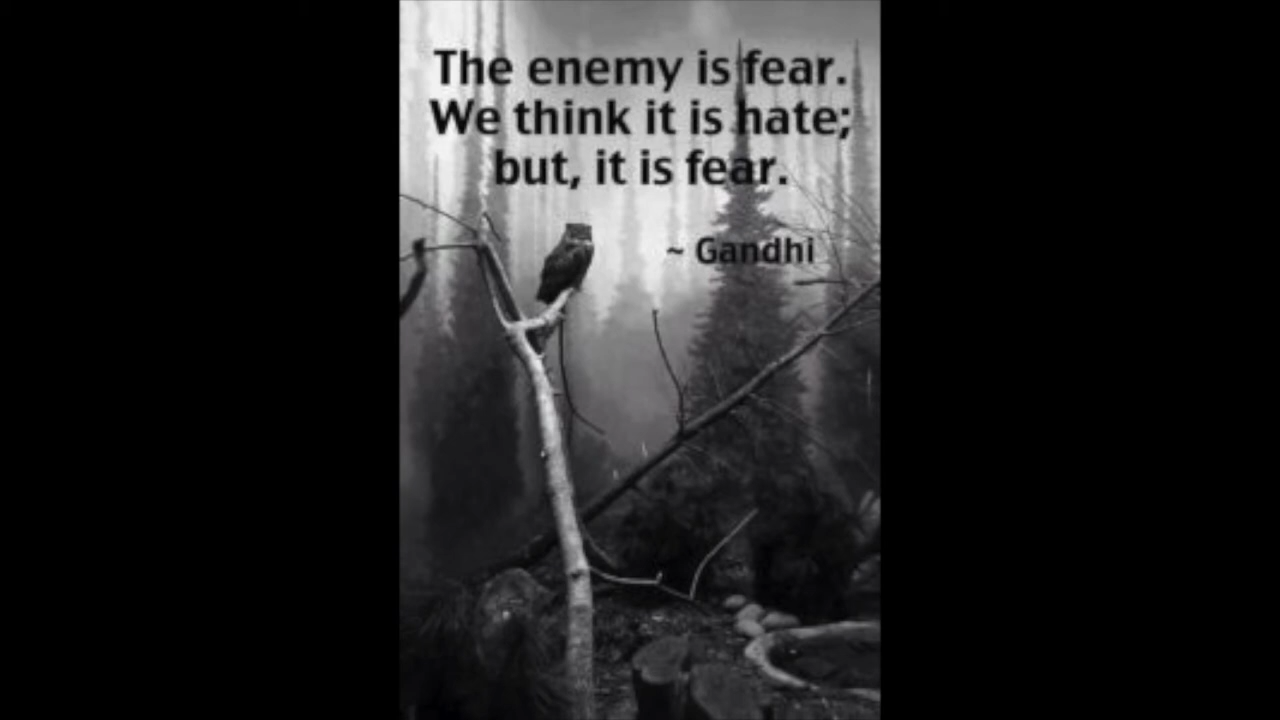 The enemy is fear.
We think it is hate;
but, it is fear.
~ Gandhi